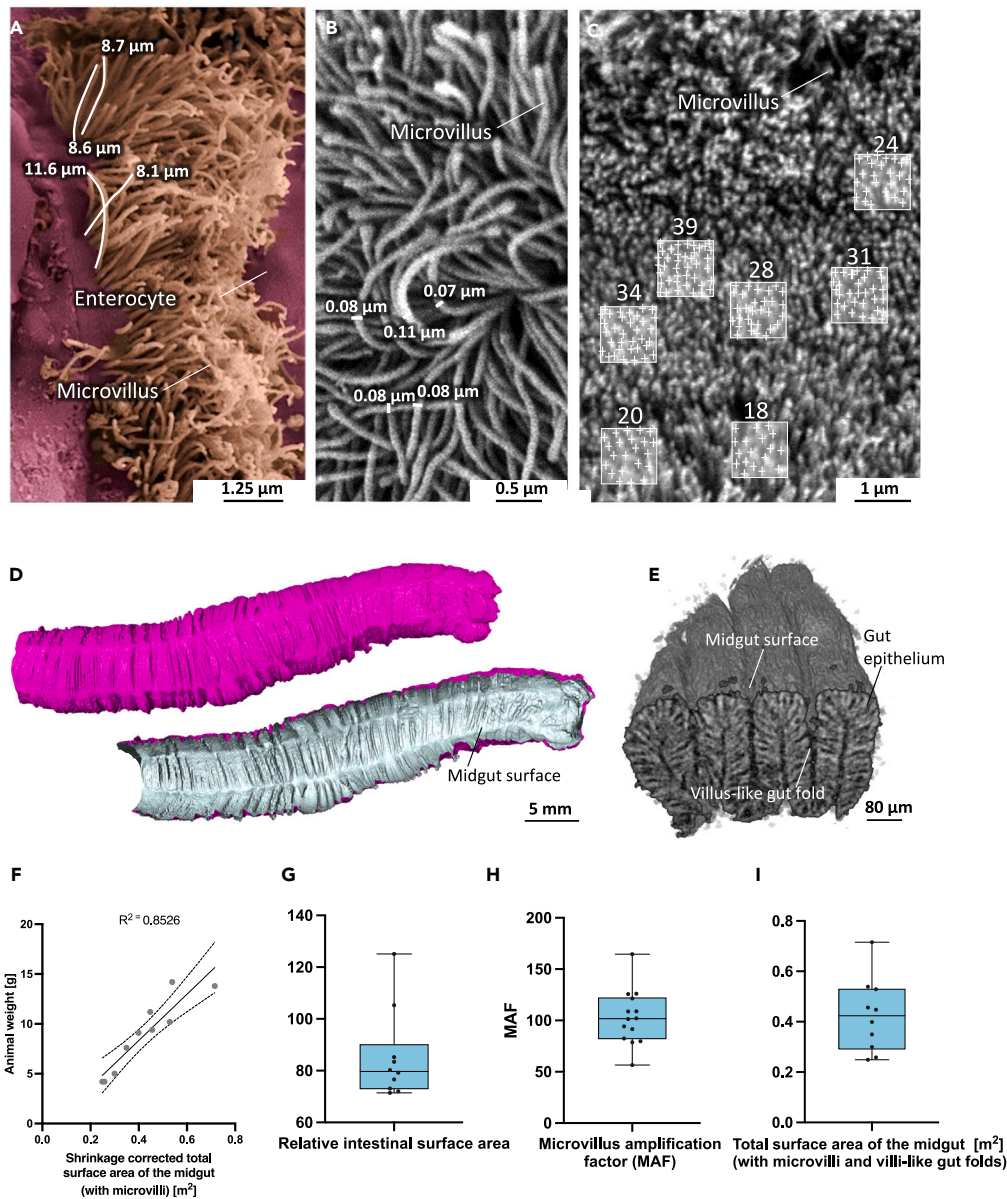 A
8.7 µm
8.6 µm
11.6 µm
8.1 µm
Enterocyte
Microvillus
1.25 µm
B
Microvillus
0.08 µm
0.07 µm
0.11 µm
0.08 µm
0.08 µm
0.5 µm
C
Microvillus
24
39
28
31
34
20
18
1 µm
D
Midgut surface
5 mm
E
Midgut surface
Gut
epithelium
Villus-like gut fold
80 µm
F
R² = 0.8526
20
15
10
5
0
0.0
0.2
0.4
0.6
0.8
Animal weight [g]
Shrinkage corrected total
surface area of the midgut
(with microvilli) [m²]
G
140
120
100
80
60
Relative intestinal surface area
H
200
150
100
50
0
MAF
Microvillus amplification
factor (MAF)
I
0.8
0.6
0.4
0.2
0.0
Total surface area of the midgut [m²]
(with microvilli and villi-like gut folds)